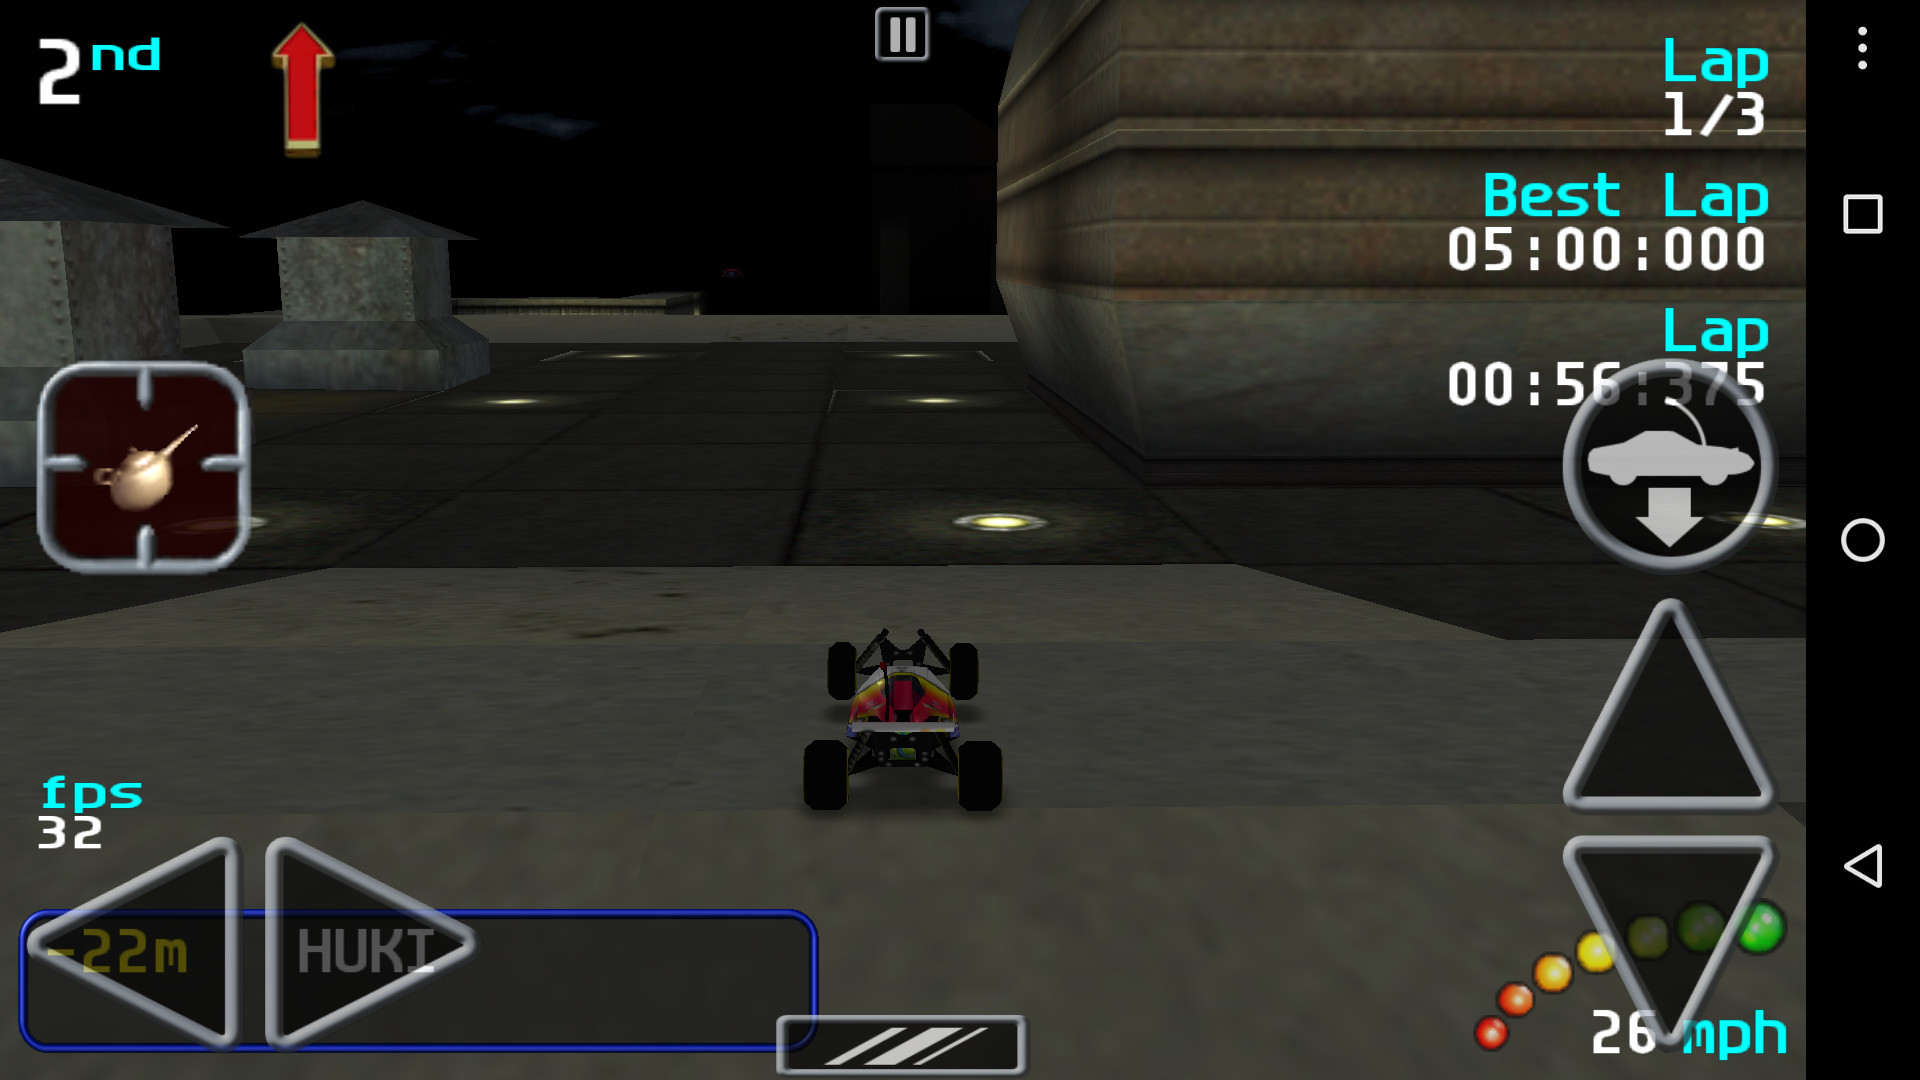 2nd
Lap
1/3
Best Lap
05:00:000
Lap
00:56:375
fps
32
-22m HUKI
26 mph